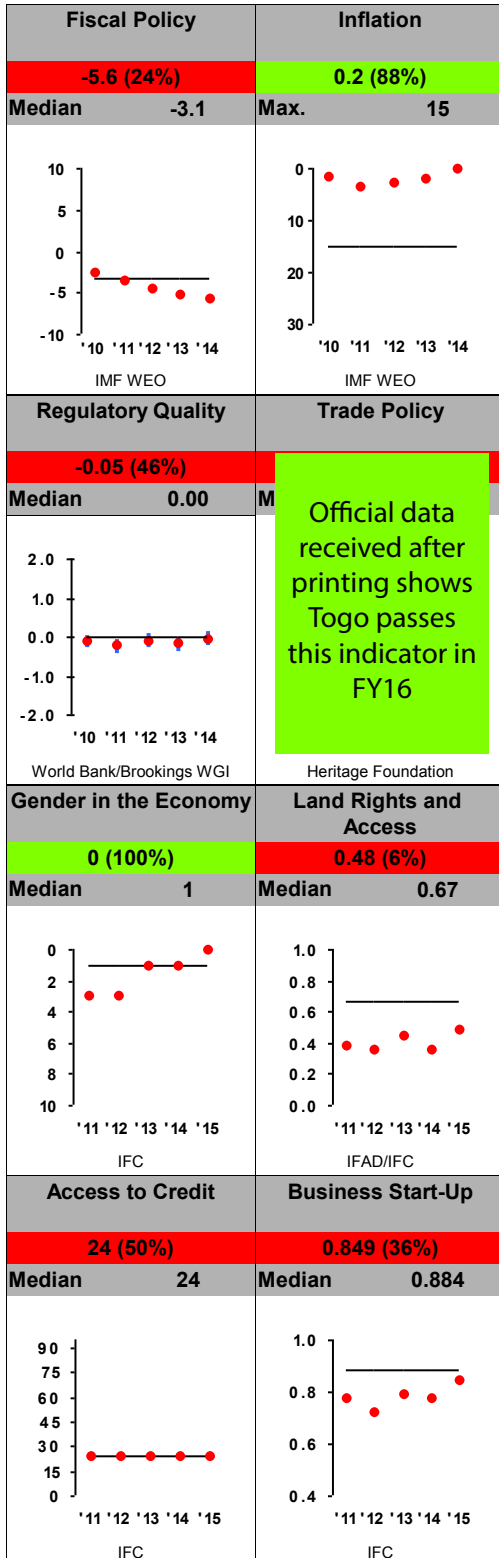 Fiscal Policy
-5.6 (24%)
Median -3.1
10
5
0
-5
-10
'10 '11 '12 '13 '14
IMF WEO
Inflation
0.2 (88%)
Max. 15
0
10
20
30
'10 '11 '12 '13 '14
IMF WEO
Regulatory Quality
-0.05 (46%)
Median 0.00
2.0
1.0
0.0
-1.0
-2.0
'10 '11 '12 '13 '14
World Bank/Brookings WGI
Trade Policy
M
Official data
received after
printing shows
Togo passes
this indicator in
FY16
Heritage Foundation
Gender in the Economy
0 (100%)
Median 1
0
2
4
6
8
10
'11 '12 '13 '14 '15
IFC
Land Rights and
Access
0.48 (6%)
Median 0.67
1.0
0.8
0.6
0.4
0.2
0.0
'11 '12 '13 '14 '15
IFAD/IFC
Access to Credit
24 (50%)
Median 24
90
75
60
45
30
15
0
'11 '12 '13 '14 '15
IFC
Business Start-Up
0.849 (36%)
Median 0.884
1.0
0.8
0.6
0.4
'11 '12 '13 '14 '15
IFC